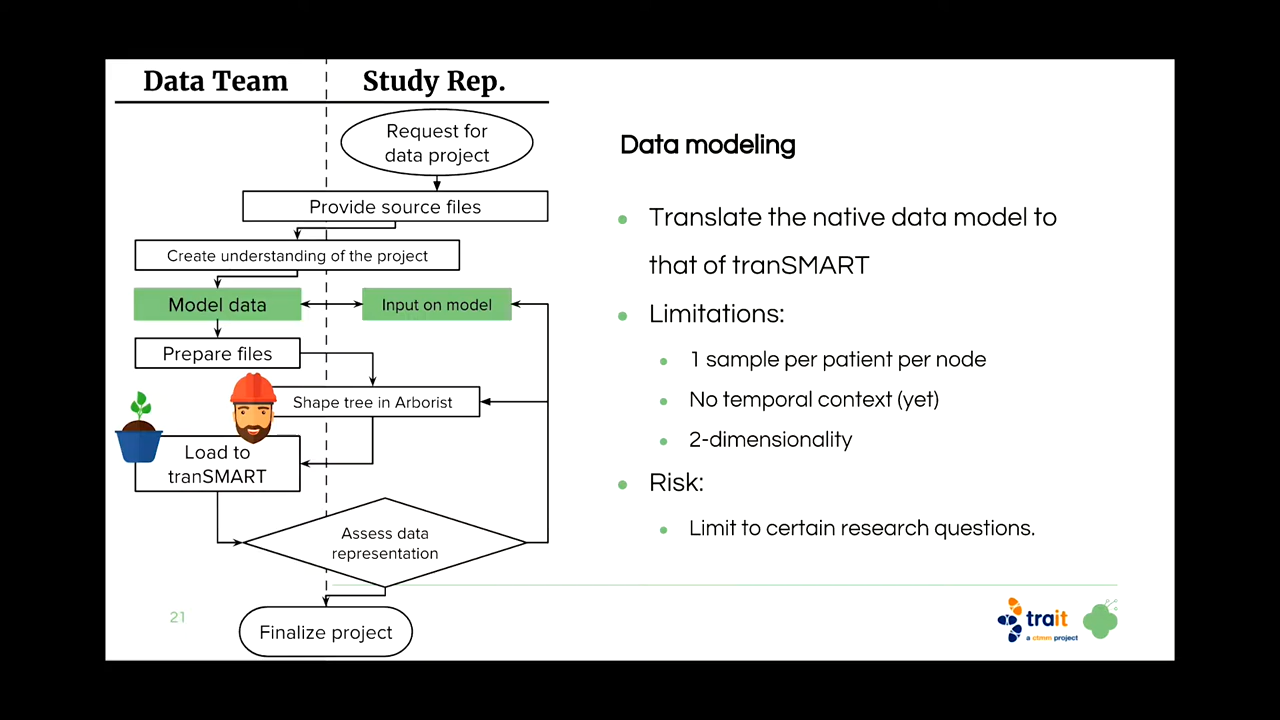 Data Team
Study Rep.
Request for
data project
Provide source files
Create understanding of the project
Model data
Input on model
Prepare files
Shape tree in Arborist
Load to
tranSMART
Assess data
representation
Finalize project
21
Data modeling
Translate the native data model to
that of tranSMART
Limitations:
1 sample per patient per node
No temporal context (yet)
2-dimensionality
Risk:
Limit to certain research questions.
trait
a ctmm project